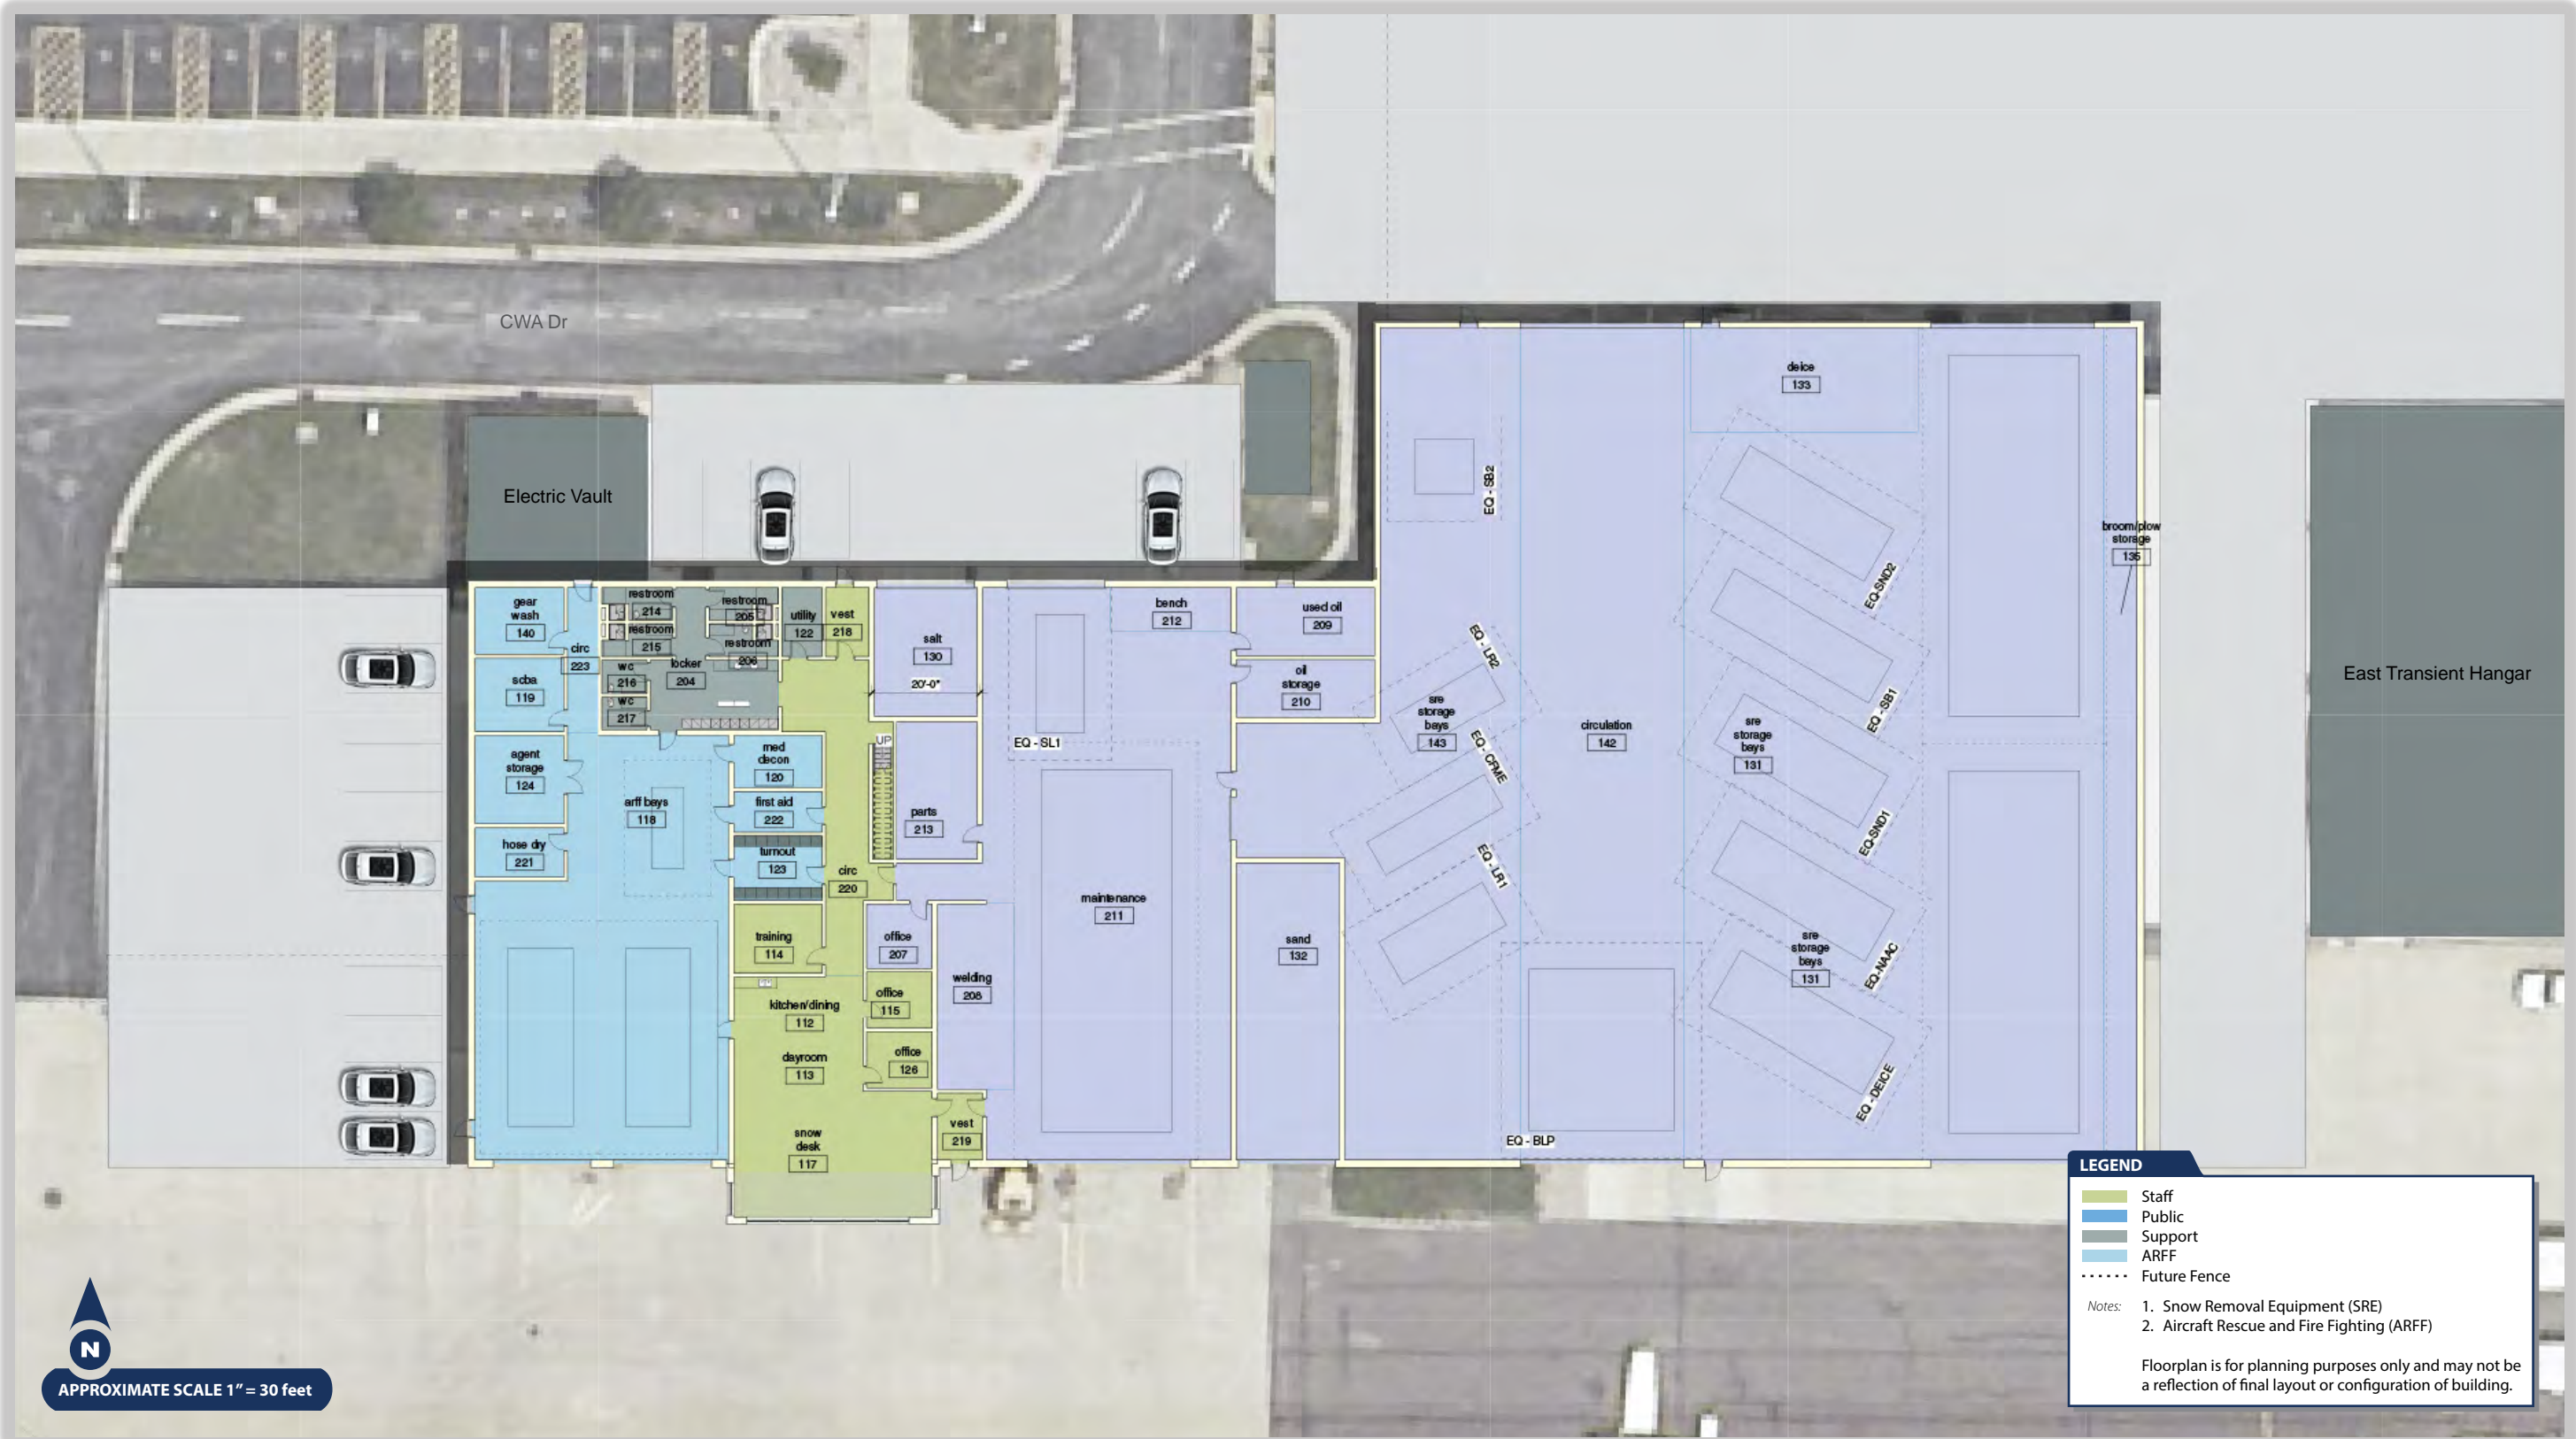 CWA Dr
Electric Vault
East Transient Hangar
deice
133
EQ - SB2
broom/plow
storage
135
EQ-SND2
gear
wash
140
circ
223
restroom
214
restroom
215
restroom
205
restroom
206
utility
122
vest
218
salt
130
20'-0"
bench
212
used oil
209
oil
storage
210
scba
119
wc
216
wc
217
locker
204
EQ - LR2
EQ - SB1
sre
storage
bays
143
circulation
142
sre
storage
bays
131
EQ - SL1
UP
EQ - CFME
agent
storage
124
arff bays
118
med
decon
120
first aid
222
parts
213
hose dry
221
turnout
123
circ
220
EQ-SND1
EQ - LR1
maintenance
211
training
114
office
207
sand
132
sre
storage
bays
131
EQ-NAAC
welding
208
kitchen/dining
112
office
115
dayroom
113
office
126
EQ - DEICE
snow
desk
117
vest
219
EQ - BLP
LEGEND
Staff
Public
Support
ARFF
Future Fence
Notes: 1. Snow Removal Equipment (SRE)
2. Aircraft Rescue and Fire Fighting (ARFF)
Floorplan is for planning purposes only and may not be
a reflection of final layout or configuration of building.
N
APPROXIMATE SCALE 1" = 30 feet